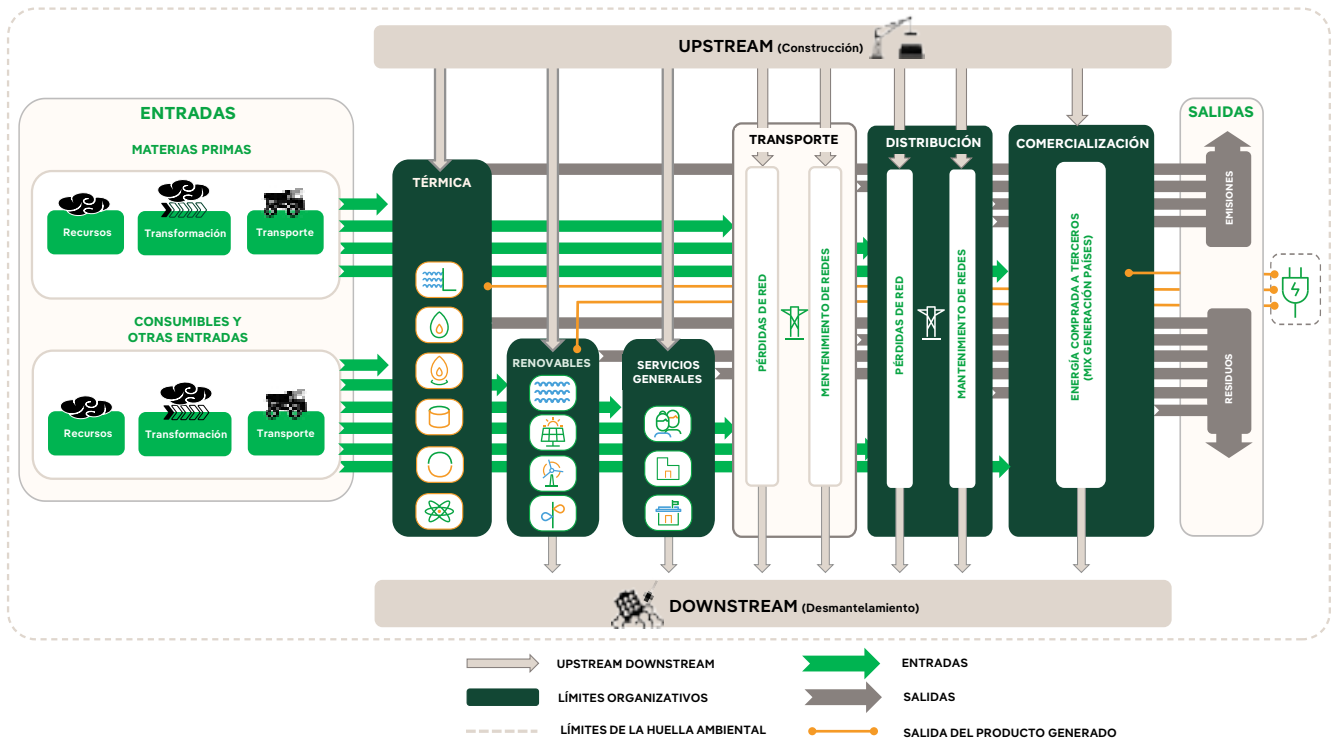 UPSTREAM (Construcción)
ENTRADAS
MATERIAS PRIMAS
Recursos
Transformación
Transporte
CONSUMIBLES Y
OTRAS ENTRADAS
Recursos
Transformación
Transporte
TÉRMICA
RENOVABLES
SERVICIOS
GENERALES
TRANSPORTE
PÉRDIDAS DE RED
MENTENIMIENTO DE REDES
DISTRIBUCIÓN
PÉRDIDAS DE RED
MANTENIMIENTO DE REDES
COMERCIALIZACIÓN
ENERGÍA COMPRADA A TERCEROS
(MIX GENERACIÓN PAÍSES)
SALIDAS
EMISIONES
RESIDUOS
DOWNSTREAM (Desmantelamiento)
UPSTREAM DOWNSTREAM
ENTRADAS
LÍMITES ORGANIZATIVOS
SALIDAS
LÍMITES DE LA HUELLA AMBIENTAL
SALIDA DEL PRODUCTO GENERADO